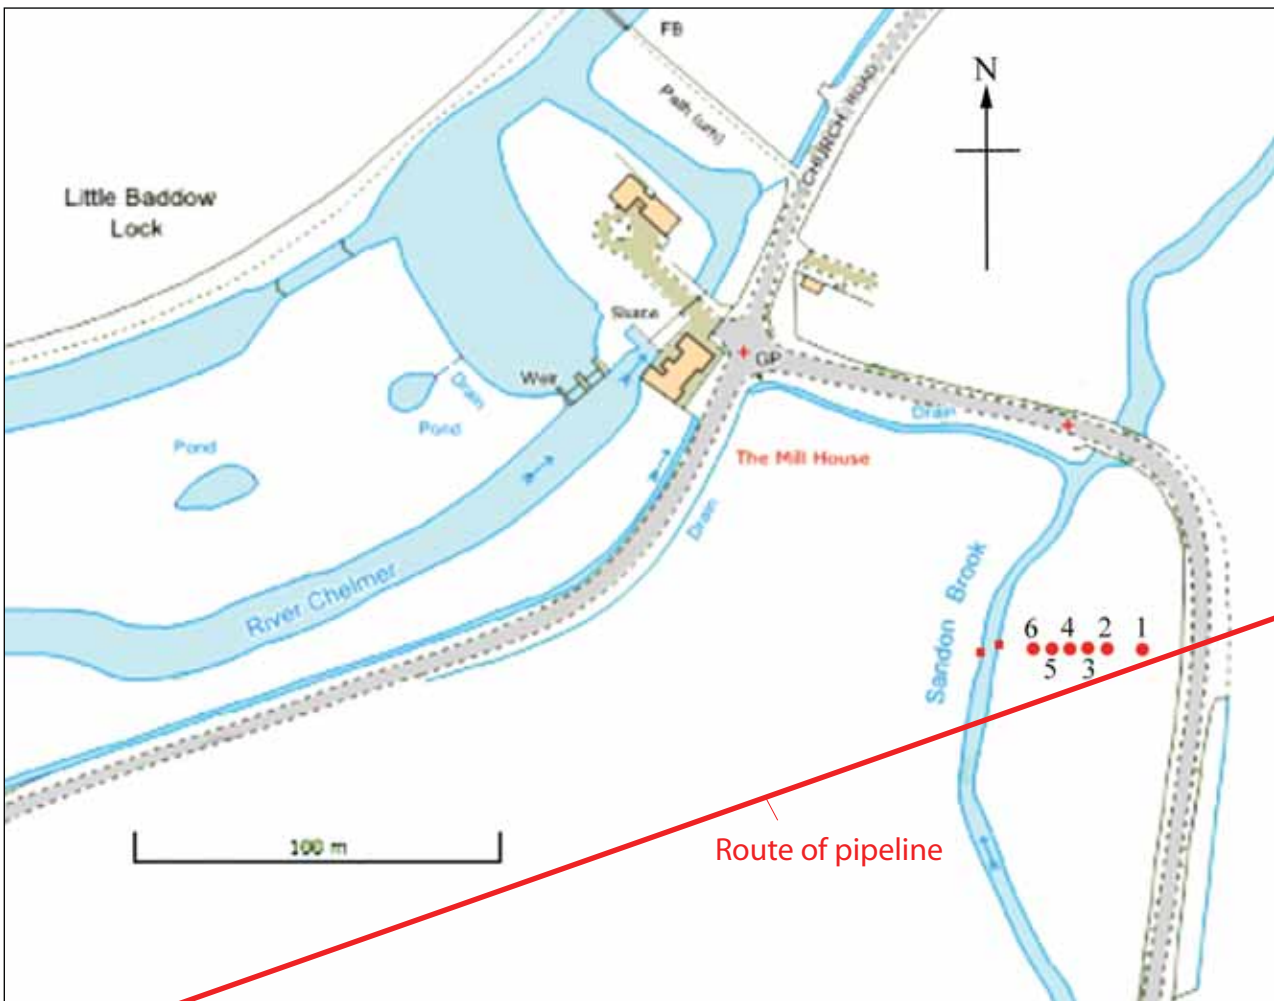 FB
N
Path (um)
CHURCH ROAD
Little Baddow
Lock
Sluice
GP
Weir
Drain
Pond
Drain
Pond
The Mill House
Drain
River Chelmer
Sandon Brook
6 4 2 1
5 3
100 m
Route of pipeline